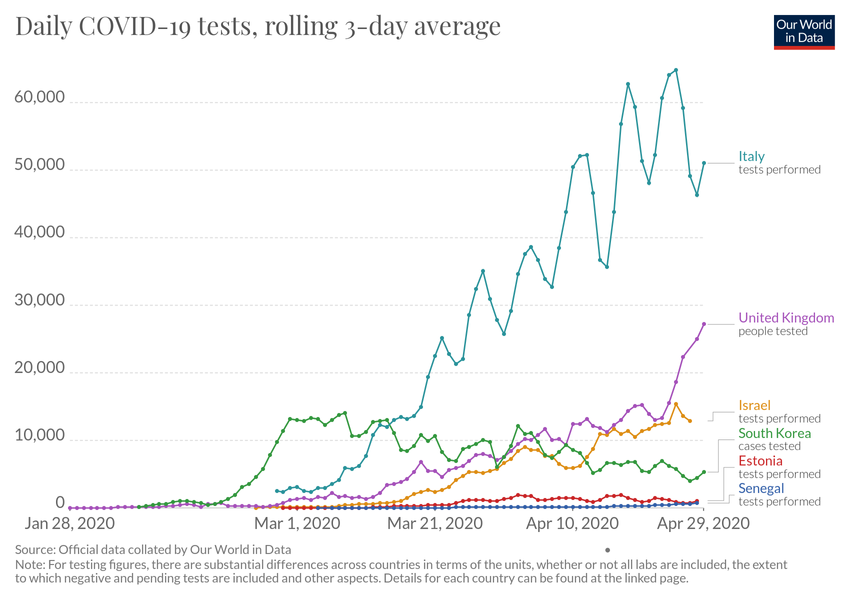 Daily COVID-19 tests, rolling 3-day average
Our World
in Data
60,000
50,000
40,000
30,000
20,000
10,000
0
Italy
tests performed
United Kingdom
people tested
Israel
tests performed
South Korea
cases tested
Estonia
tests performed
Senegal
tests performed
Jan 28, 2020
Mar 1, 2020
Mar 21, 2020
Apr 10, 2020
Apr 29, 2020
Source: Official data collated by Our World in Data
Note: For testing figures, there are substantial differences across countries in terms of the units, whether or not all labs are included, the extent
to which negative and pending tests are included and other aspects. Details for each country can be found at the linked page.